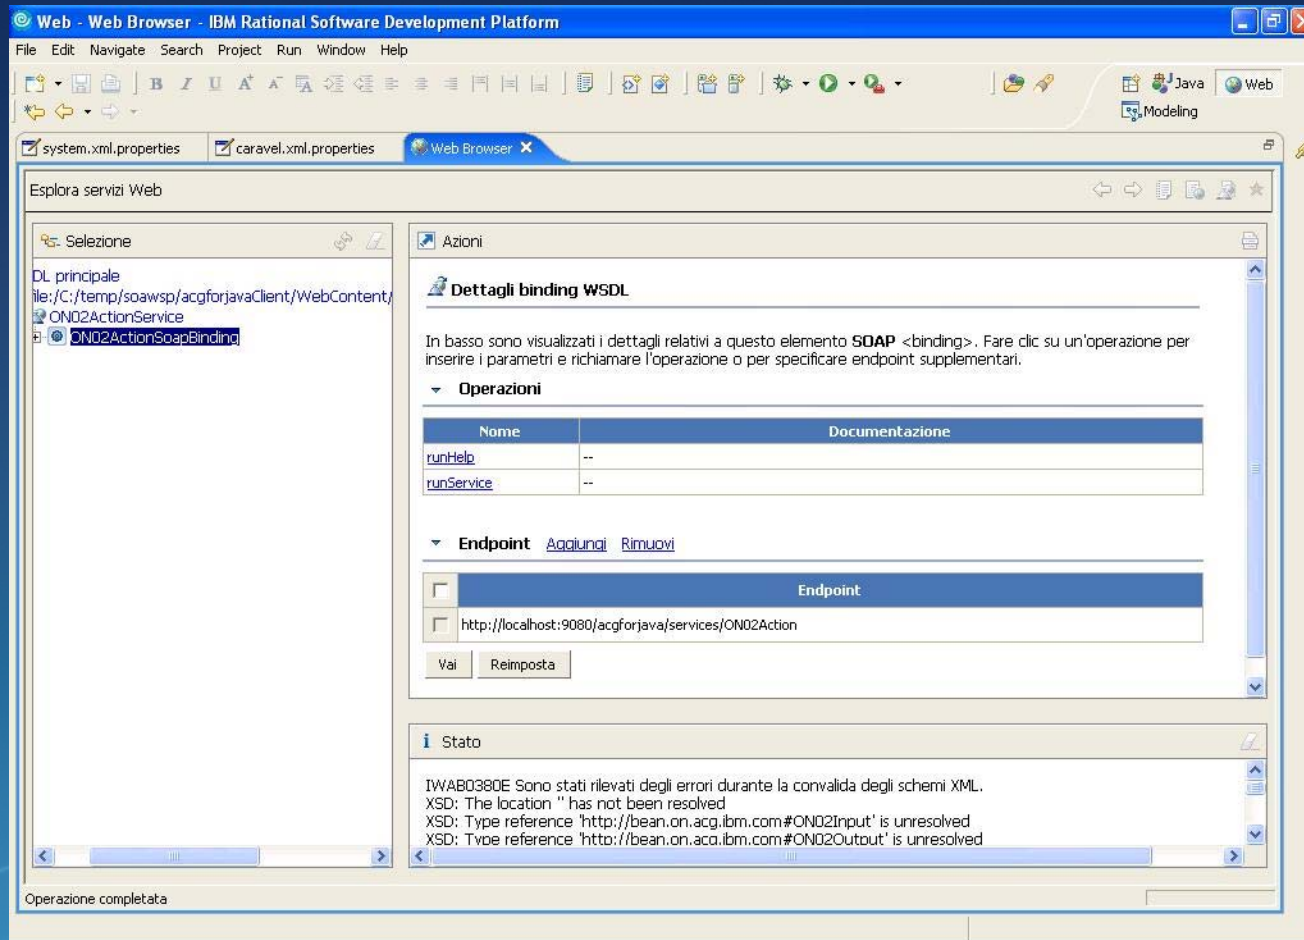 Web - Web Browser - IBM Rational Software Development Platform
File Edit Navigate Search Project Run Window Help
Java
Web
Modeling
system.xml.properties
caravel.xml.properties
Web Browser
Esplora servizi Web
Selezione
DL principale
ile:/C:/temp/soawsp/acgforjavaClient/WebContent/
ON02ActionService
ON02ActionSoapBinding
Azioni
Dettagli binding WSDL
In basso sono visualizzati i dettagli relativi a questo elemento SOAP <binding>. Fare clic su un'operazione per
inserire i parametri e richiamare l'operazione o per specificare endpoint supplementari.
Operazioni
Nome Documentazione
runHelp --
runService --
Endpoint Aggiungi Rimuovi
Endpoint
http://localhost:9080/acgforjava/services/ON02Action
Vai Reimposta
Stato
IWAB0380E Sono stati rilevati degli errori durante la convalida degli schemi XML.
XSD: The location '' has not been resolved
XSD: Type reference 'http://bean.on.acg.ibm.com#ON02Input' is unresolved
XSD: Type reference 'http://bean.on.acg.ibm.com#ON02Output' is unresolved
Operazione completata